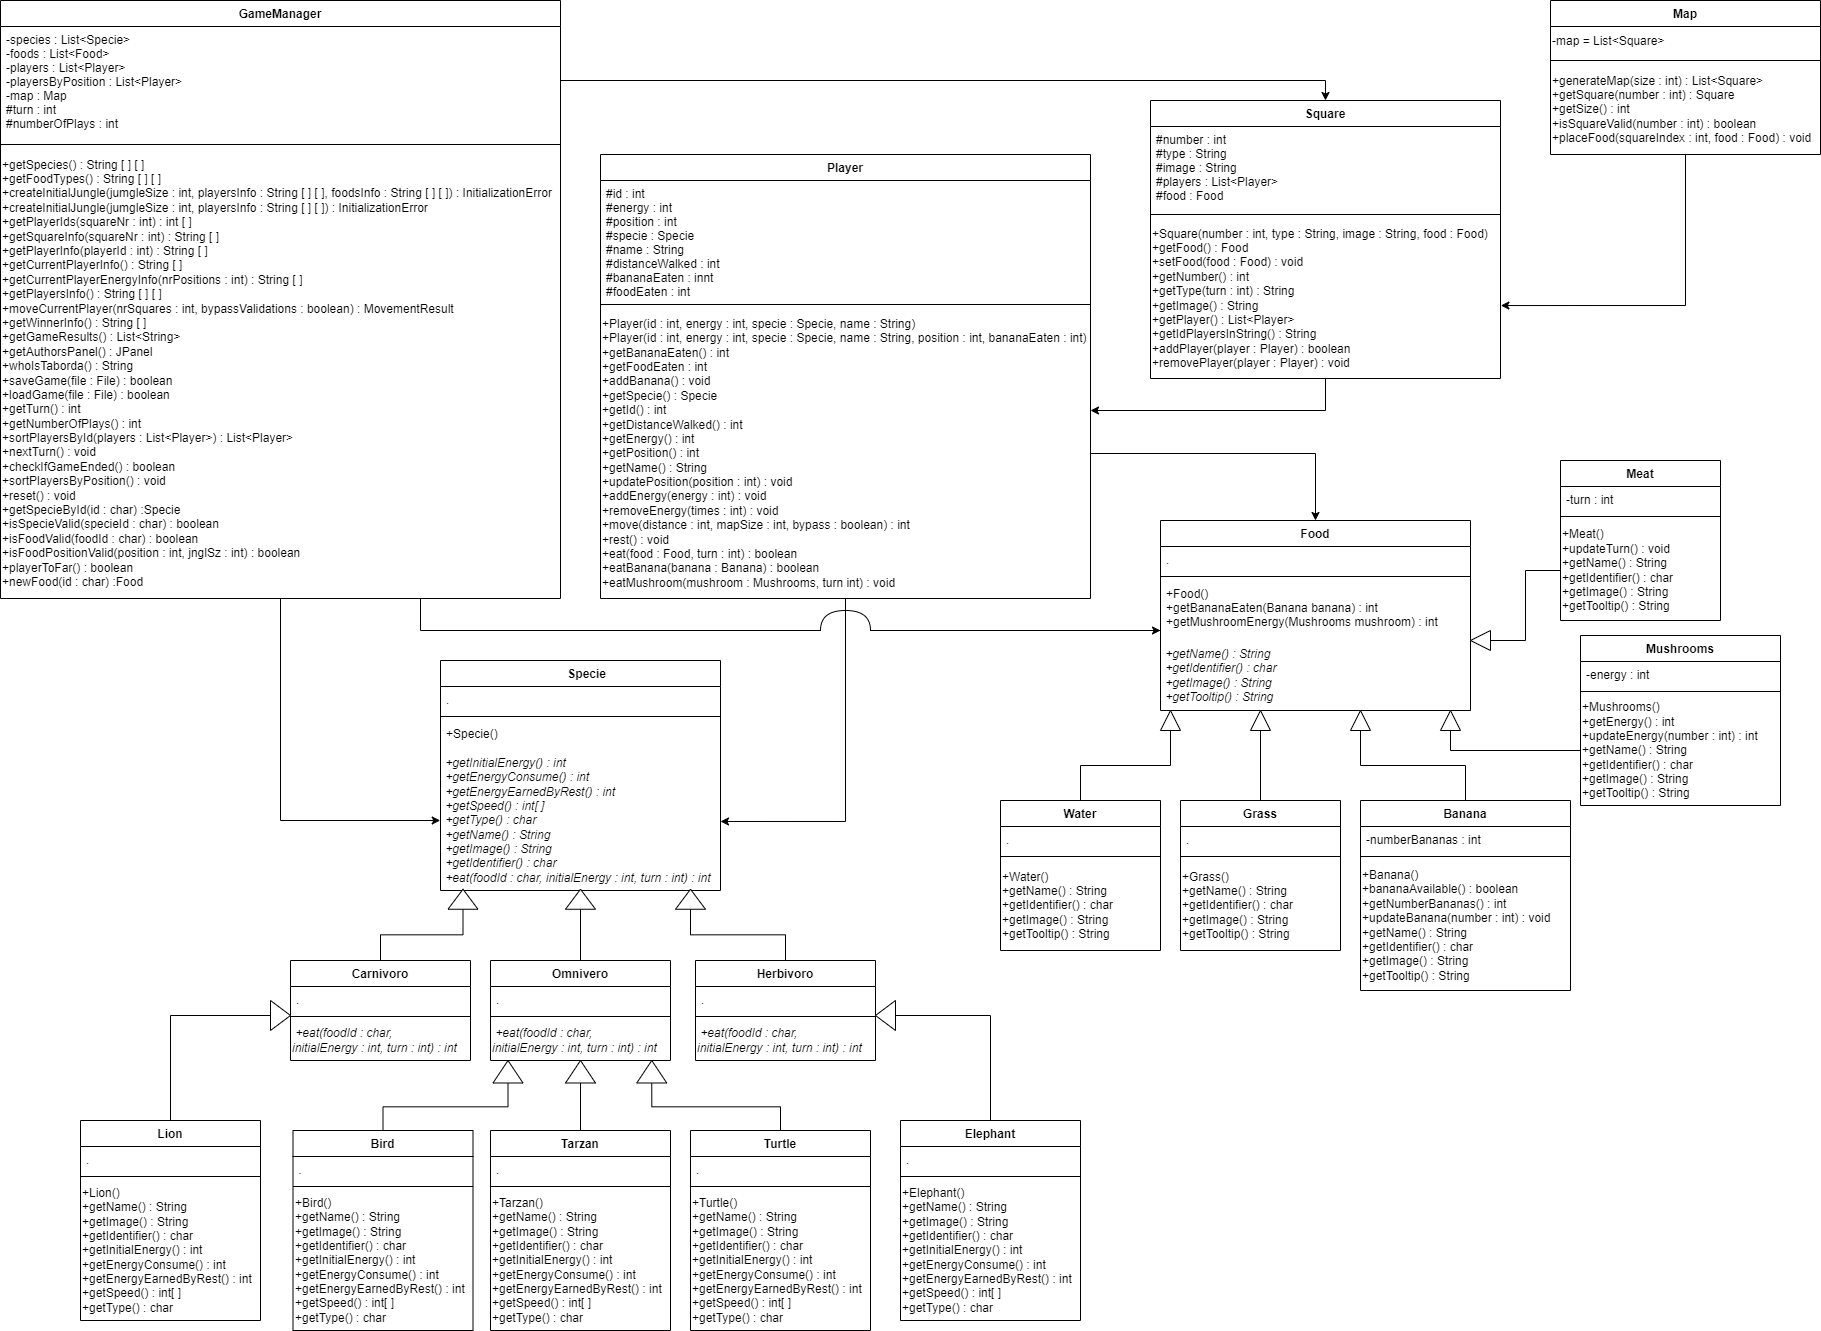 GameManager
-species : List<Specie>
-foods : List<Food>
-players : List<Player>
-playersByPosition : List<Player>
-map : Map
#turn : int
#numberOfPlays : int
+getSpecies() : String [ ] [ ]
+getFoodTypes() : String [ ] [ ]
+createInitialJungle(jumgleSize : int, playersInfo : String [ ] [ ], foodsInfo : String [ ] [ ]) : InitializationError
+createInitialJungle(jumgleSize : int, playersInfo : String [ ] [ ]) : InitializationError
+getPlayerIds(squareNr : int) : int [ ]
+getSquareInfo(squareNr : int) : String [ ]
+getPlayerInfo(playerId : int) : String [ ]
+getCurrentPlayerInfo() : String [ ]
+getCurrentPlayerEnergyInfo(nrPositions : int) : String [ ]
+getPlayersInfo() : String [ ] [ ]
+moveCurrentPlayer(nrSquares : int, bypassValidations : boolean) : MovementResult
+getWinnerInfo() : String [ ]
+getGameResults() : List<String>
+getAuthorsPanel() : JPanel
+whoIsTaborda() : String
+saveGame(file : File) : boolean
+loadGame(file : File) : boolean
+getTurn() : int
+getNumberOfPlays() : int
+sortPlayersById(players : List<Player>) : List<Player>
+nextTurn() : void
+checkIfGameEnded() : boolean
+sortPlayersByPosition() : void
+reset() : void
+getSpecieById(id : char) :Specie
+isSpecieValid(specieId : char) : boolean
+isFoodValid(foodId : char) : boolean
+isFoodPositionValid(position : int, jnglSz : int) : boolean
+playerToFar() : boolean
+newFood(id : char) :Food
Player
#id : int
#energy : int
#position : int
#specie : Specie
#name : String
#distanceWalked : int
#bananaEaten : innt
#foodEaten : int
+Player(id : int, energy : int, specie : Specie, name : String)
+Player(id : int, energy : int, specie : Specie, name : String, position : int, bananaEaten : int)
+getBananaEaten() : int
+getFoodEaten : int
+addBanana() : void
+getSpecie() : Specie
+getId() : int
+getDistanceWalked() : int
+getEnergy() : int
+getPosition() : int
+getName() : String
+updatePosition(position : int) : void
+addEnergy(energy : int) : void
+removeEnergy(times : int) : void
+move(distance : int, mapSize : int, bypass : boolean) : int
+rest() : void
+eat(food : Food, turn : int) : boolean
+eatBanana(banana : Banana) : boolean
+eatMushroom(mushroom : Mushrooms, turn int) : void
Square
#number : int
#type : String
#image : String
#players : List<Player>
#food : Food
+Square(number : int, type : String, image : String, food : Food)
+getFood() : Food
+setFood(food : Food) : void
+getNumber() : int
+getType(turn : int) : String
+getImage() : String
+getPlayer() : List<Player>
+getIdPlayersInString() : String
+addPlayer(player : Player) : boolean
+removePlayer(player : Player) : void
Map
-map = List<Square>
+generateMap(size : int) : List<Square>
+getSquare(number : int) : Square
+getSize() : int
+isSquareValid(number : int) : boolean
+placeFood(squareIndex : int, food : Food) : void
Food
.
+Food()
+getBananaEaten(Banana banana) : int
+getMushroomEnergy(Mushrooms mushroom) : int
+getName() : String
+getIdentifier() : char
+getImage() : String
+getTooltip() : String
Meat
-turn : int
+Meat()
+updateTurn() : void
+getName() : String
+getIdentifier() : char
+getImage() : String
+getTooltip() : String
Mushrooms
-energy : int
+Mushrooms()
+getEnergy() : int
+updateEnergy(number : int) : int
+getName() : String
+getIdentifier() : char
+getImage() : String
+getTooltip() : String
Specie
.
+Specie()
+getInitialEnergy() : int
+getEnergyConsume() : int
+getEnergyEarnedByRest() : int
+getSpeed() : int[ ]
+getType() : char
+getName() : String
+getImage() : String
+getIdentifier() : char
+eat(foodId : char, initialEnergy : int, turn : int) : int
Water
.
+Water()
+getName() : String
+getIdentifier() : char
+getImage() : String
+getTooltip() : String
Grass
.
+Grass()
+getName() : String
+getIdentifier() : char
+getImage() : String
+getTooltip() : String
Banana
-numberBananas : int
+Banana()
+bananaAvailable() : boolean
+getNumberBananas() : int
+updateBanana(number : int) : void
+getName() : String
+getIdentifier() : char
+getImage() : String
+getTooltip() : String
Carnivoro
.
+eat(foodId : char,
initialEnergy : int, turn : int) : int
Omnivero
.
+eat(foodId : char,
initialEnergy : int, turn : int) : int
Herbivoro
.
+eat(foodId : char,
initialEnergy : int, turn : int) : int
Lion
.
+Lion()
+getName() : String
+getImage() : String
+getIdentifier() : char
+getInitialEnergy() : int
+getEnergyConsume() : int
+getEnergyEarnedByRest() : int
+getSpeed() : int[ ]
+getType() : char
Bird
.
+Bird()
+getName() : String
+getImage() : String
+getIdentifier() : char
+getInitialEnergy() : int
+getEnergyConsume() : int
+getEnergyEarnedByRest() : int
+getSpeed() : int[ ]
+getType() : char
Tarzan
.
+Tarzan()
+getName() : String
+getImage() : String
+getIdentifier() : char
+getInitialEnergy() : int
+getEnergyConsume() : int
+getEnergyEarnedByRest() : int
+getSpeed() : int[ ]
+getType() : char
Turtle
.
+Turtle()
+getName() : String
+getImage() : String
+getIdentifier() : char
+getInitialEnergy() : int
+getEnergyConsume() : int
+getEnergyEarnedByRest() : int
+getSpeed() : int[ ]
+getType() : char
Elephant
.
+Elephant()
+getName() : String
+getImage() : String
+getIdentifier() : char
+getInitialEnergy() : int
+getEnergyConsume() : int
+getEnergyEarnedByRest() : int
+getSpeed() : int[ ]
+getType() : char